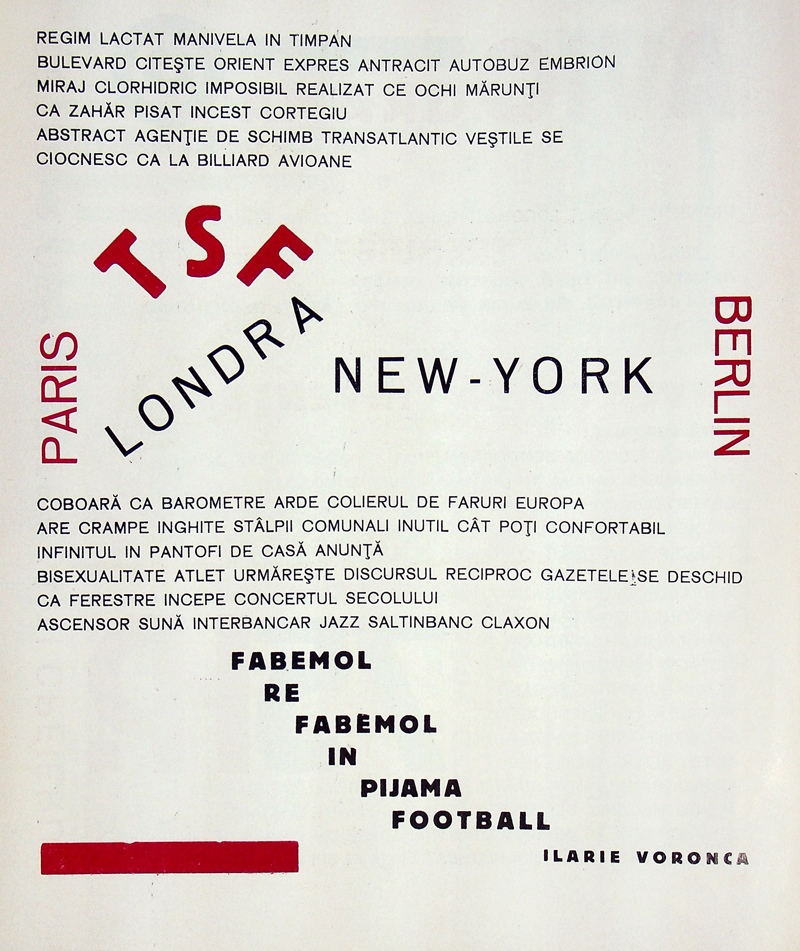 REGIM LACTAT MANIVELA IN TIMPAN
BULEVARD CITEŞTE ORIENT EXPRES ANTRACIT AUTOBUZ EMBRION
MIRAJ CLORHIDRIC IMPOSIBIL REALIZAT CE OCHI MĂRUNŢI
CA ZAHĂR PISAT INCEST CORTEGIU
ABSTRACT AGENŢIE DE SCHIMB TRANSATLANTIC VEŞTILE SE
CIOCNESC CA LA BILLIARD AVIOANE
TSF
PARIS
LONDRA
NEW-YORK
BERLIN
COBOARĂ CA BAROMETRE ARDE COLIERUL DE FARURI EUROPA
ARE CRAMPE INGHITE STÂLPII COMUNALI INUTIL CÂT POŢI CONFORTABIL
INFINITUL IN PANTOFI DE CASĂ ANUNŢĂ
BISEXUALITATE ATLET URMĂREŞTE DISCURSUL RECIPROC GAZETELE SE DESCHID
CA FERESTRE INCEPE CONCERTUL SECOLULUI
ASCENSOR SUNĂ INTERBANCAR JAZZ SALTINBANC CLAXON
FABEMOL
RE
FABEMOL
IN
PIJAMA
FOOTBALL
ILARIE VORONCA